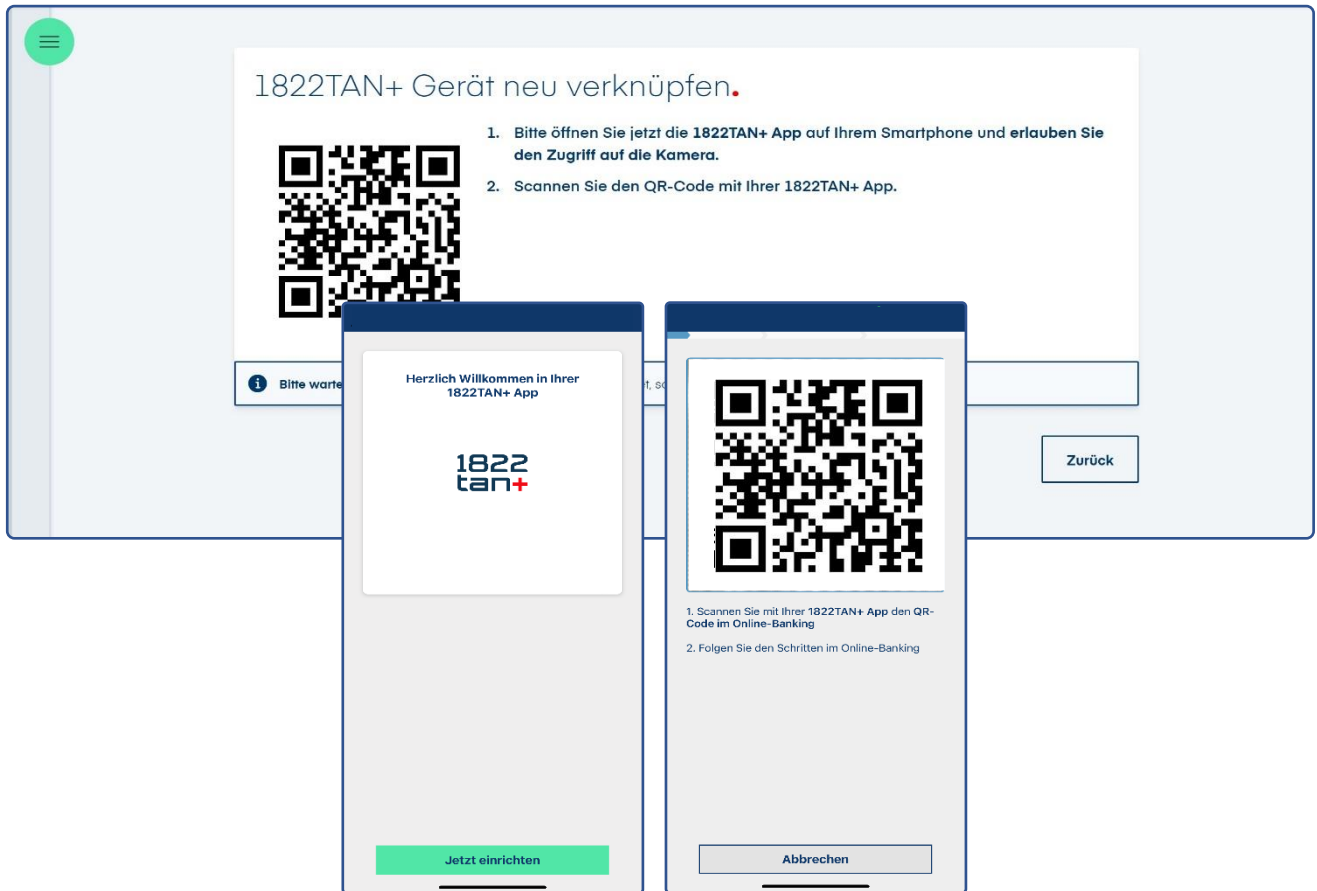 1822TAN+ Gerät neu verknüpfen.
1. Bitte öffnen Sie jetzt die 1822TAN+ App auf Ihrem Smartphone und erlauben Sie
den Zugriff auf die Kamera.
2. Scannen Sie den QR-Code mit Ihrer 1822TAN+ App.
i Bitte warte
Zurück
Herzlich Willkommen in Ihrer
1822TAN+ App
1822
tan+
Jetzt einrichten
1. Scannen Sie mit Ihrer 1822TAN+ App den QR-
Code im Online-Banking
2. Folgen Sie den Schritten im Online-Banking
Abbrechen